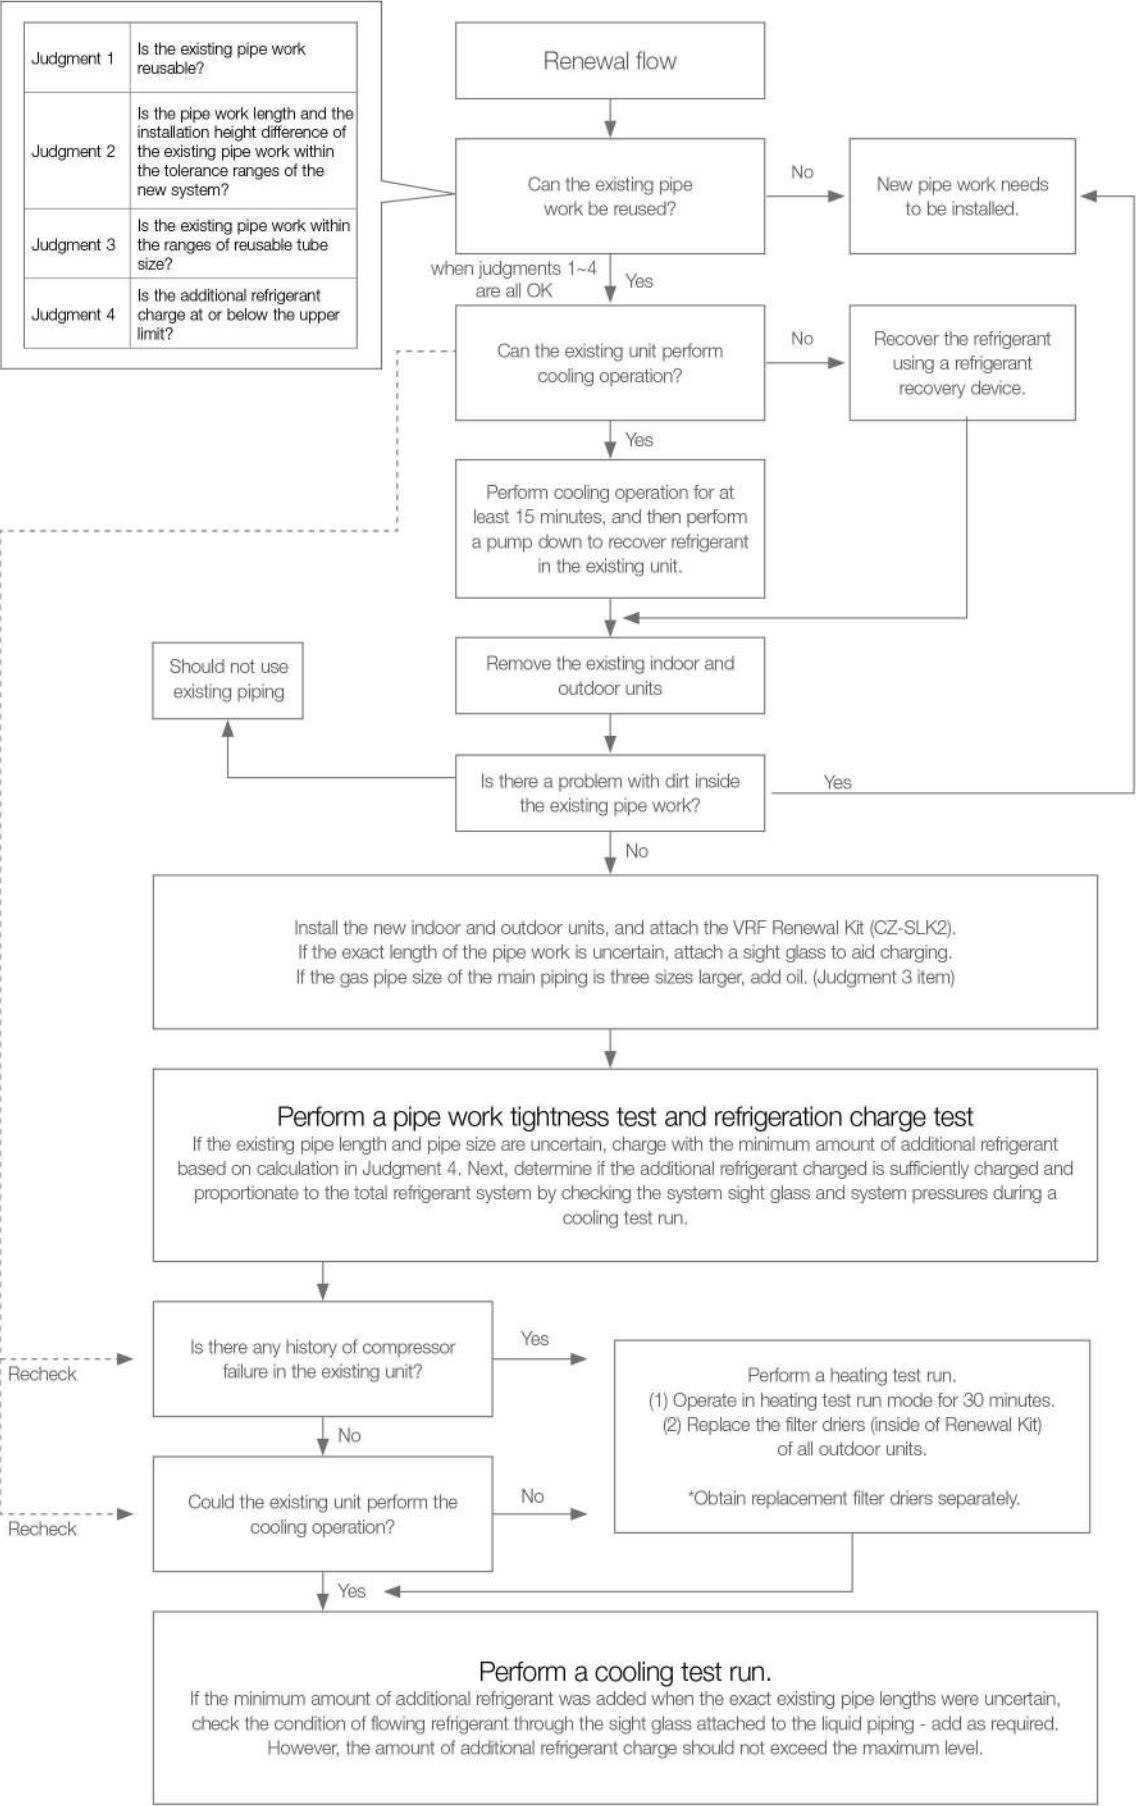 Judgment 1
Is the existing pipe work
reusable?
Judgment 2
Is the pipe work length and the
installation height difference of
the existing pipe work within
the tolerance ranges of the
new system?
Judgment 3
Is the existing pipe work within
the ranges of reusable tube
size?
Judgment 4
Is the additional refrigerant
charge at or below the upper
limit?
Renewal flow
Can the existing pipe
work be reused?
No
New pipe work needs
to be installed.
when judgments 1~4
are all OK
Yes
Can the existing unit perform
cooling operation?
No
Recover the refrigerant
using a refrigerant
recovery device.
Yes
Perform cooling operation for at
least 15 minutes, and then perform
a pump down to recover refrigerant
in the existing unit.
Remove the existing indoor and
outdoor units
Should not use
existing piping
Is there a problem with dirt inside
the existing pipe work?
Yes
No
Install the new indoor and outdoor units, and attach the VRF Renewal Kit (CZ-SLK2).
If the exact length of the pipe work is uncertain, attach a sight glass to aid charging.
If the gas pipe size of the main piping is three sizes larger, add oil. (Judgment 3 item)
Perform a pipe work tightness test and refrigeration charge test
If the existing pipe length and pipe size are uncertain, charge with the minimum amount of additional refrigerant
based on calculation in Judgment 4. Next, determine if the additional refrigerant charged is sufficiently charged and
proportionate to the total refrigerant system by checking the system sight glass and system pressures during a
cooling test run.
Recheck
Is there any history of compressor
failure in the existing unit?
Yes
Perform a heating test run.
(1) Operate in heating test run mode for 30 minutes.
(2) Replace the filter driers (inside of Renewal Kit)
of all outdoor units.
*Obtain replacement filter driers separately.
No
Recheck
Could the existing unit perform the
cooling operation?
No
Yes
Perform a cooling test run.
If the minimum amount of additional refrigerant was added when the exact existing pipe lengths were uncertain,
check the condition of flowing refrigerant through the sight glass attached to the liquid piping - add as required.
However, the amount of additional refrigerant charge should not exceed the maximum level.